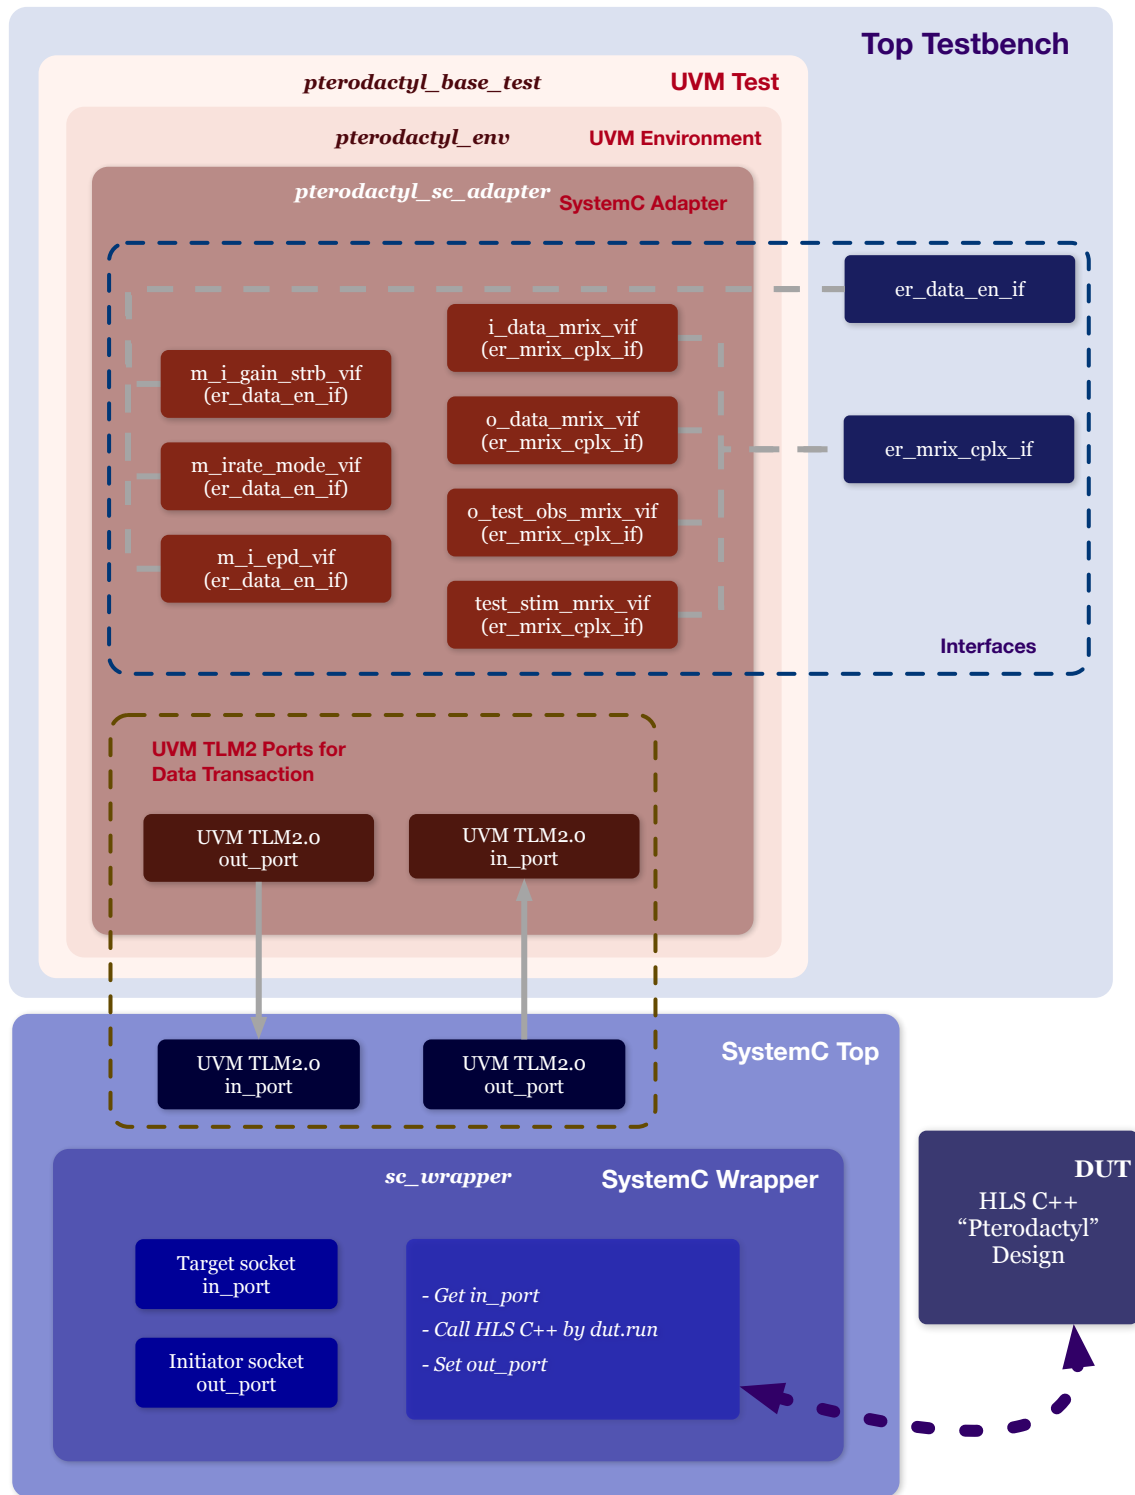 Top Testbench
pterodactyl_base_test
UVM Test
pterodactyl_env
UVM Environment
pterodactyl_sc_adapter
SystemC Adapter
er_data_en_if
i_data_mrix_vif
(er_mrix_cplx_if)
m_i_gain_strb_vif
(er_data_en_if)
o_data_mrix_vif
(er_mrix_cplx_if)
er_mrix_cplx_if
m_irate_mode_vif
(er_data_en_if)
o_test_obs_mrix_vif
(er_mrix_cplx_if)
m_i_epd_vif
(er_data_en_if)
test_stim_mrix_vif
(er_mrix_cplx_if)
Interfaces
UVM TLM2 Ports for
Data Transaction
UVM TLM2.0
out_port
UVM TLM2.0
in_port
SystemC Top
UVM TLM2.0
in_port
UVM TLM2.0
out_port
sc_wrapper
SystemC Wrapper
DUT
HLS C++
“Pterodactyl”
Design
Target socket
in_port
- Get in_port
- Call HLS C++ by dut.run
- Set out_port
Initiator socket
out_port